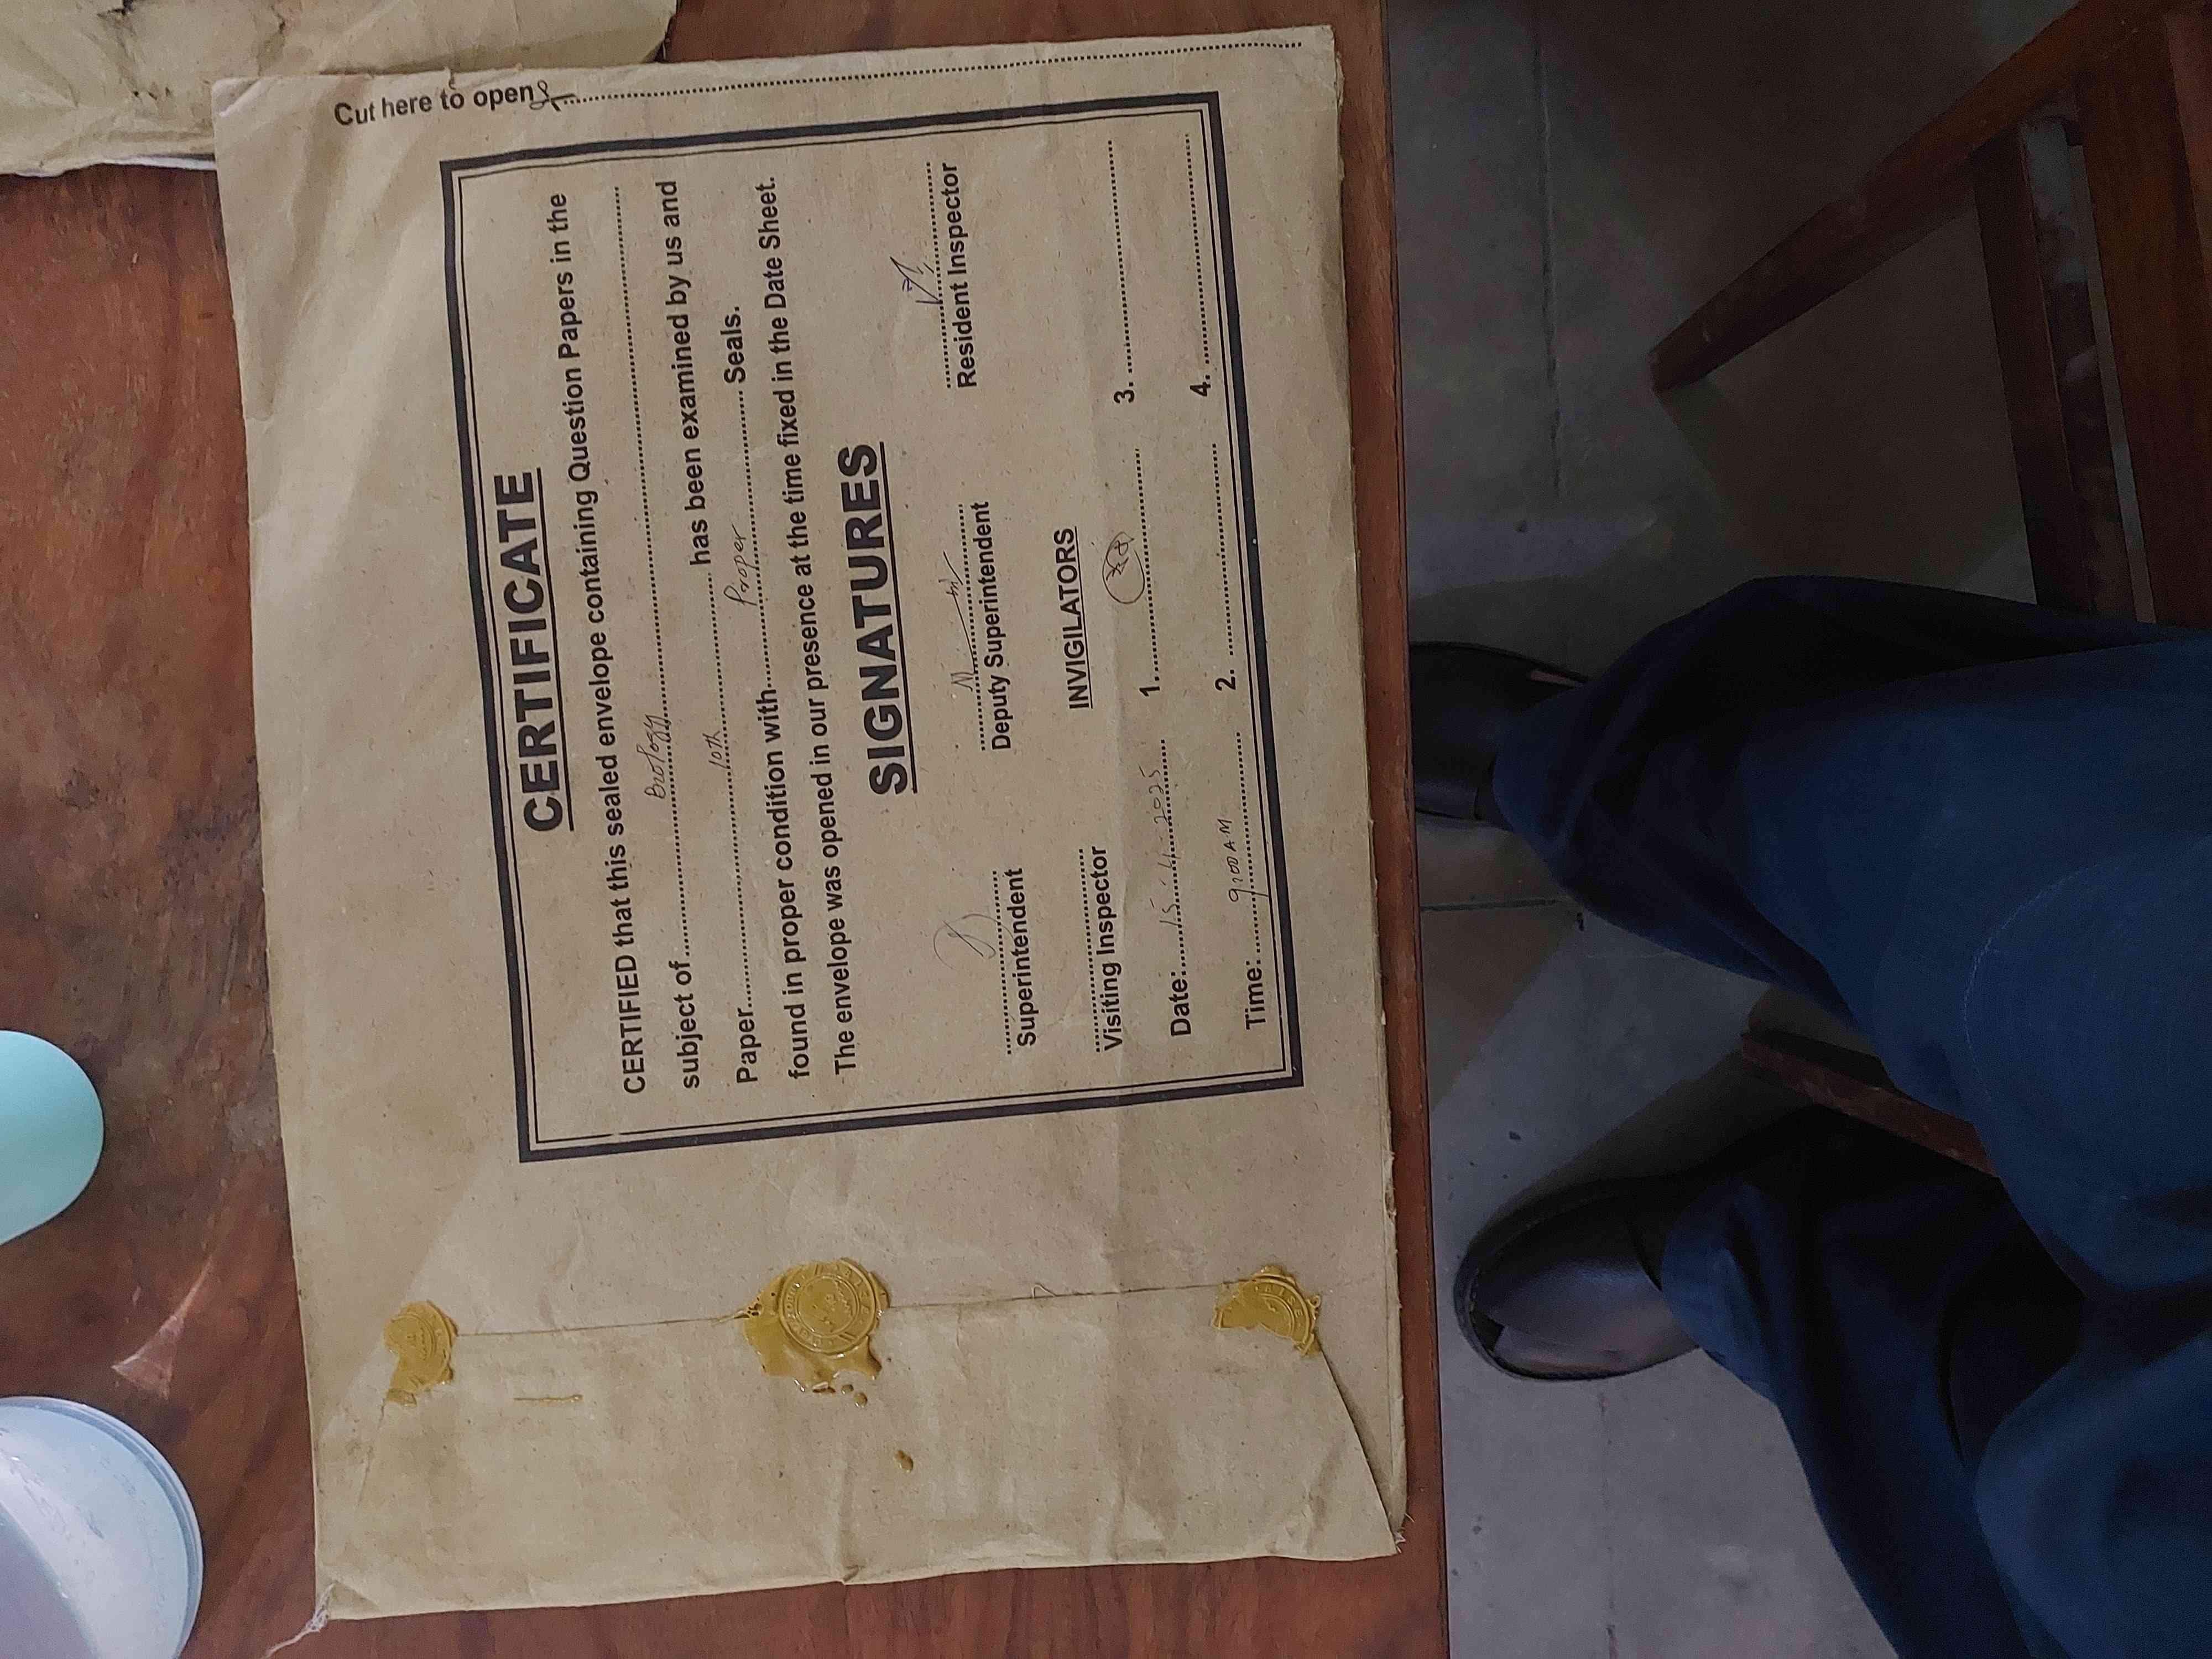 Cut here to open
CERTIFICATE
CERTIFIED that this sealed envelope containing Question Papers in the
subject of Biology
Paper 10th has been examined by us and
found in proper condition with Proper Seals.
The envelope was opened in our presence at the time fixed in the Date Sheet.
SIGNATURES
Superintendent Deputy Superintendent Resident Inspector
Visiting Inspector INVIGILATORS
Date: 15-4-2025 1. 3.
Time: 9:00 AM 2. 4.